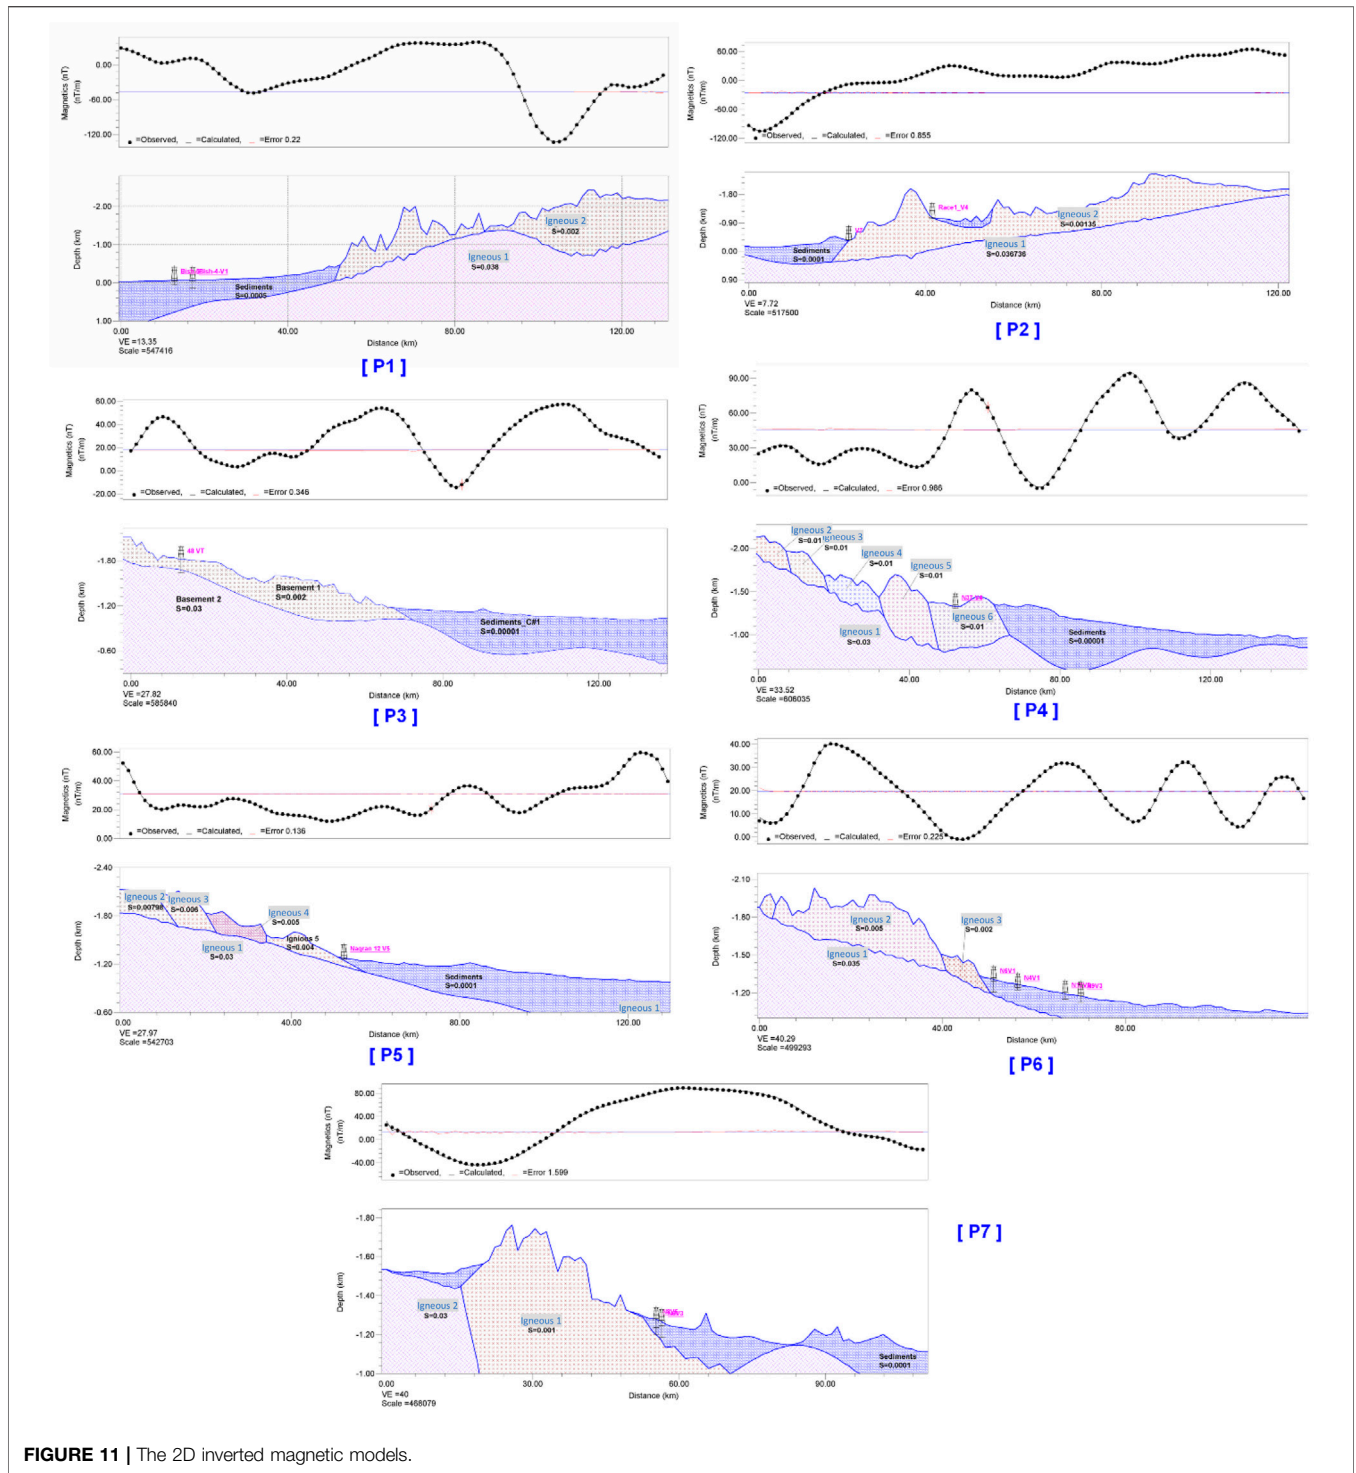 Magnetics (nT)
(nT/m)
0.00
-60.00
-120.00
=Observed, _ =Calculated, _ =Error 0.22
Depth (km)
-2.00
-1.00
0.00
1.00
Igneous 2
S=0.002
Igneous 1
S=0.036
Sediments
S=0.0005
0.00
40.00
80.00
120.00
VE =13.35
Scale =547416
Distance (km)
[ P1 ]
Magnetics (nT)
(nT/m)
60.00
0.00
-60.00
-120.00
=Observed, _ =Calculated, _ =Error 0.855
Depth (km)
-1.80
-0.90
0.00
0.90
Race1_V4
Igneous 2
S=0.00135
Igneous 1
S=0.036736
Sediments
S=0.0001
0.00
40.00
80.00
120.00
VE =7.72
Scale =517500
Distance (km)
[ P2 ]
Magnetics (nT)
(nT/m)
60.00
40.00
20.00
0.00
-20.00
=Observed, _ =Calculated, _ =Error 0.346
Depth (km)
-1.80
-1.20
-0.60
48 VT
Basement 1
S=0.002
Basement 2
S=0.03
Sediments_C#1
S=0.00001
0.00
40.00
80.00
120.00
VE =27.82
Scale =585840
Distance (km)
[ P3 ]
Magnetics (nT)
(nT/m)
90.00
60.00
30.00
0.00
=Observed, _ =Calculated, _ =Error 0.986
Depth (km)
-2.00
-1.50
-1.00
Igneous 2
S=0.01
Igneous 3
S=0.01
Igneous 4
S=0.01
Igneous 5
S=0.01
Igneous 6
S=0.01
Igneous 1
S=0.03
Sediments
S=0.00001
0.00
40.00
80.00
120.00
VE =33.52
Scale =606035
Distance (km)
[ P4 ]
Magnetics (nT)
(nT/m)
60.00
40.00
20.00
0.00
=Observed, _ =Calculated, _ =Error 0.136
Depth (km)
-2.40
-1.80
-1.20
-0.60
Igneous 2
S=0.00798
Igneous 3
S=0.006
Igneous 4
S=0.005
Ignious 5
S=0.004
Igneous 1
S=0.03
Nagran_12 V5
Sediments
S=0.0001
Igneous 1
0.00
40.00
80.00
120.00
VE =27.97
Scale =542703
Distance (km)
[ P5 ]
Magnetics (nT)
(nT/m)
40.00
30.00
20.00
10.00
0.00
=Observed, _ =Calculated, _ =Error 0.225
Depth (km)
-2.10
-1.80
-1.50
-1.20
Igneous 2
S=0.005
Igneous 3
S=0.002
Igneous 1
S=0.035
N6V1
N4V1
0.00
40.00
80.00
VE =40.29
Scale =499293
Distance (km)
[ P6 ]
Magnetics (nT)
(nT/m)
80.00
40.00
0.00
-40.00
=Observed, _ =Calculated, _ =Error 1.599
Depth (km)
-1.80
-1.60
-1.40
-1.20
-1.00
Igneous 2
S=0.03
Igneous 1
S=0.001
Sediments
S=0.0001
0.00
30.00
60.00
90.00
VE =40
Scale =468079
Distance (km)
[ P7 ]
FIGURE 11 | The 2D inverted magnetic models.